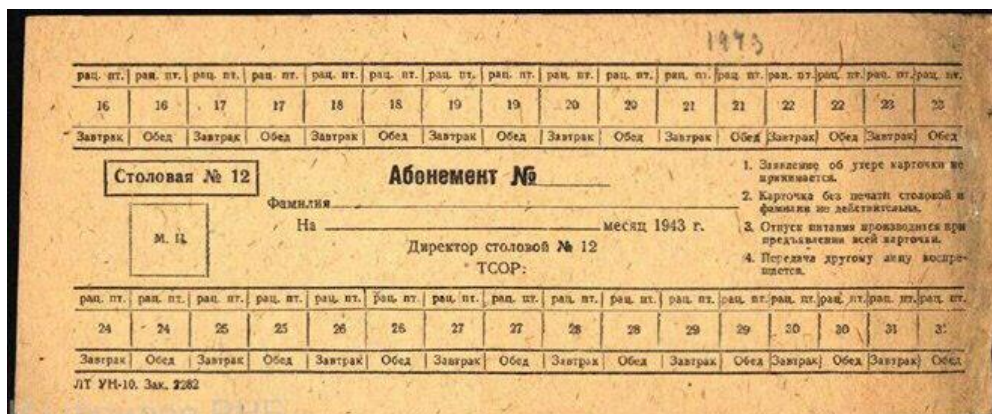 1943
рац. пт. рац. пт. рац. пт. рац. пт. рац. пт. рац. пт. рац. пт. рац. пт. рац. пт. рац. пт. рац. пт. рац. пт. рац. пт. рац. пт. рац. пт. рац. пт.
16 16 17 17 18 18 19 19 20 20 21 21 22 22 23 23
Завтрак Обед Завтрак Обед Завтрак Обед Завтрак Обед Завтрак Обед Завтрак Обед Завтрак Обед Завтрак Обед
Столовая № 12
М. П.
Абонемент №
Фамилия
На месяц 1943 г.
Директор столовой № 12
ТСОР:
1. Заявление об утере карточки не
принимается.
2. Карточка без печати столовой и
фамилии не действительна.
3. Отпуск питания производится при
предъявлении всей карточки.
4. Передача другому лицу воспре-
щается.
рац. пт. рац. пт. рац. пт. рац. пт. рац. пт. рац. пт. рац. пт. рац. пт. рац. пт. рац. пт. рац. пт. рац. пт. рац. пт. рац. пт. рац. пт. рац. пт.
24 24 25 25 26 26 27 27 28 28 29 29 30 30 31 31
Завтрак Обед Завтрак Обед Завтрак Обед Завтрак Обед Завтрак Обед Завтрак Обед Завтрак Обед Завтрак Обед
ЛТ УН-10. Зак. 2282